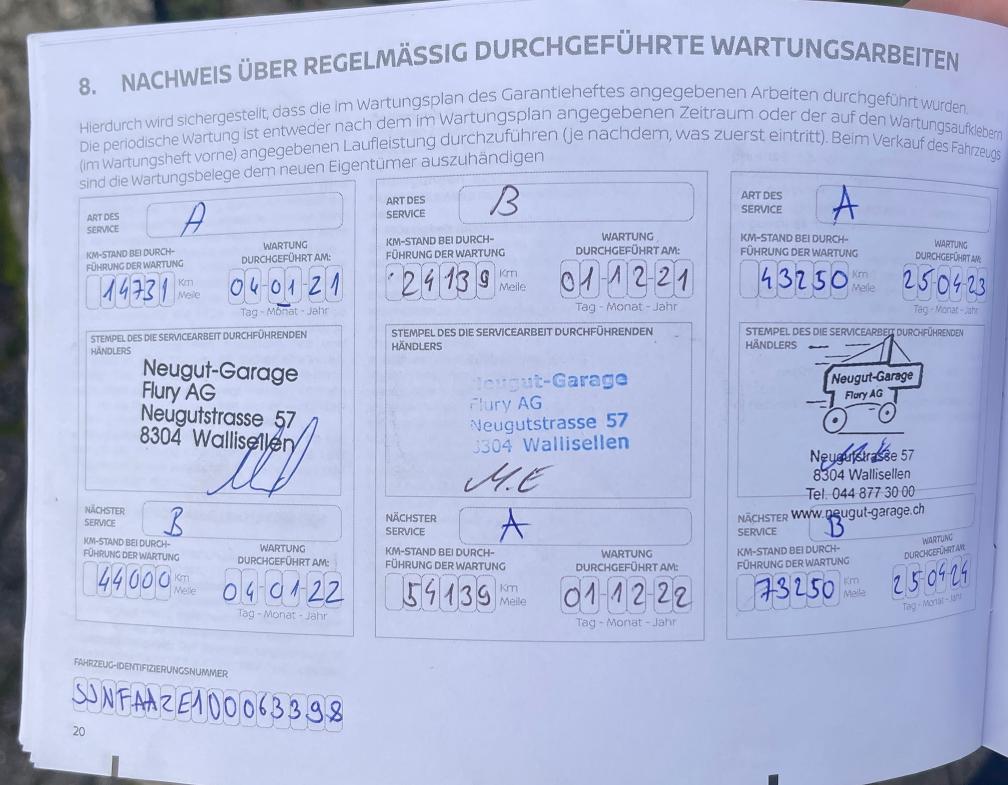 8. NACHWEIS ÜBER REGELMÄSSIG DURCHGEFÜHRTE WARTUNGSARBEITEN
Hierdurch wird sichergestellt, dass die im Wartungsplan des Garantieheftes angegebenen Arbeiten durchgeführt wurden.
Die periodische Wartung ist entweder nach dem im Wartungsplan angegebenen Zeitraum oder der auf den Wartungsaufklebern
(im Wartungsheft vorne) angegebenen Laufleistung durchzuführen (je nachdem, was zuerst eintritt). Beim Verkauf des Fahrzeugs
sind die Wartungsbelege dem neuen Eigentümer auszuhändigen
ART DES
SERVICE
A
KM-STAND BEI DURCH-
FÜHRUNG DER WARTUNG
14731 Km
Meile
WARTUNG
DURCHGEFÜHRT AM:
04-01-21
Tag - Monat - Jahr
STEMPEL DES DIE SERVICEARBEIT DURCHFÜHRENDEN
HÄNDLERS
Neugut-Garage
Flury AG
Neugutstrasse 57
8304 Wallisellen
NÄCHSTER
SERVICE
B
KM-STAND BEI DURCH-
FÜHRUNG DER WARTUNG
44000 Km
Meile
WARTUNG
DURCHGEFÜHRT AM:
04-01-22
Tag - Monat - Jahr
ART DES
SERVICE
B
KM-STAND BEI DURCH-
FÜHRUNG DER WARTUNG
24139 Km
Meile
WARTUNG
DURCHGEFÜHRT AM:
01-12-21
Tag - Monat - Jahr
STEMPEL DES DIE SERVICEARBEIT DURCHFÜHRENDEN
HÄNDLERS
Neugut-Garage
Flury AG
Neugutstrasse 57
8304 Wallisellen
M.E
NÄCHSTER
SERVICE
A
KM-STAND BEI DURCH-
FÜHRUNG DER WARTUNG
54139 Km
Meile
WARTUNG
DURCHGEFÜHRT AM:
01-12-22
Tag - Monat - Jahr
ART DES
SERVICE
A
KM-STAND BEI DURCH-
FÜHRUNG DER WARTUNG
43250 Km
Meile
WARTUNG
DURCHGEFÜHRT AM:
25-04-23
Tag - Monat - Jahr
STEMPEL DES DIE SERVICEARBEIT DURCHFÜHRENDEN
HÄNDLERS
Neugut-Garage
Flury AG
Neugutstrasse 57
8304 Wallisellen
Tel. 044 877 30 00
www.neugut-garage.ch
NÄCHSTER
SERVICE
B
KM-STAND BEI DURCH-
FÜHRUNG DER WARTUNG
73250 Km
Meile
WARTUNG
DURCHGEFÜHRT AM:
25-04-24
Tag - Monat - Jahr
FAHRZEUG-IDENTIFIZIERUNGSNUMMER
SJNFAAZE1U0063398
20